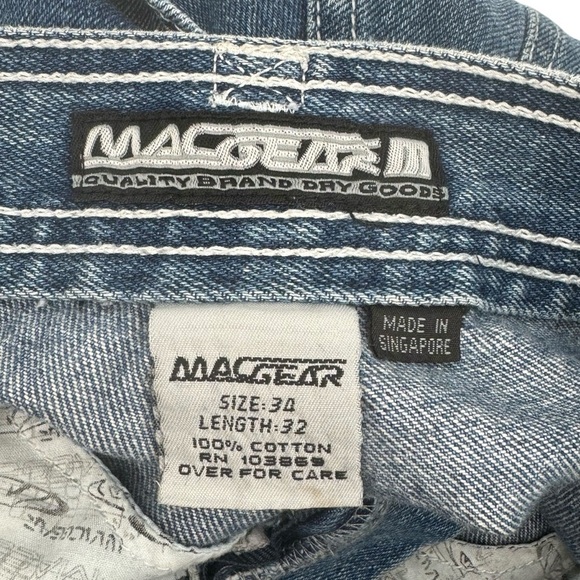 MACGEAR
QUALITY BRAND DRY GOODS
MADE IN
SINGAPORE
MACGEAR
SIZE:34
LENGTH:32
100% COTTON
RN 103869
OVER FOR CARE